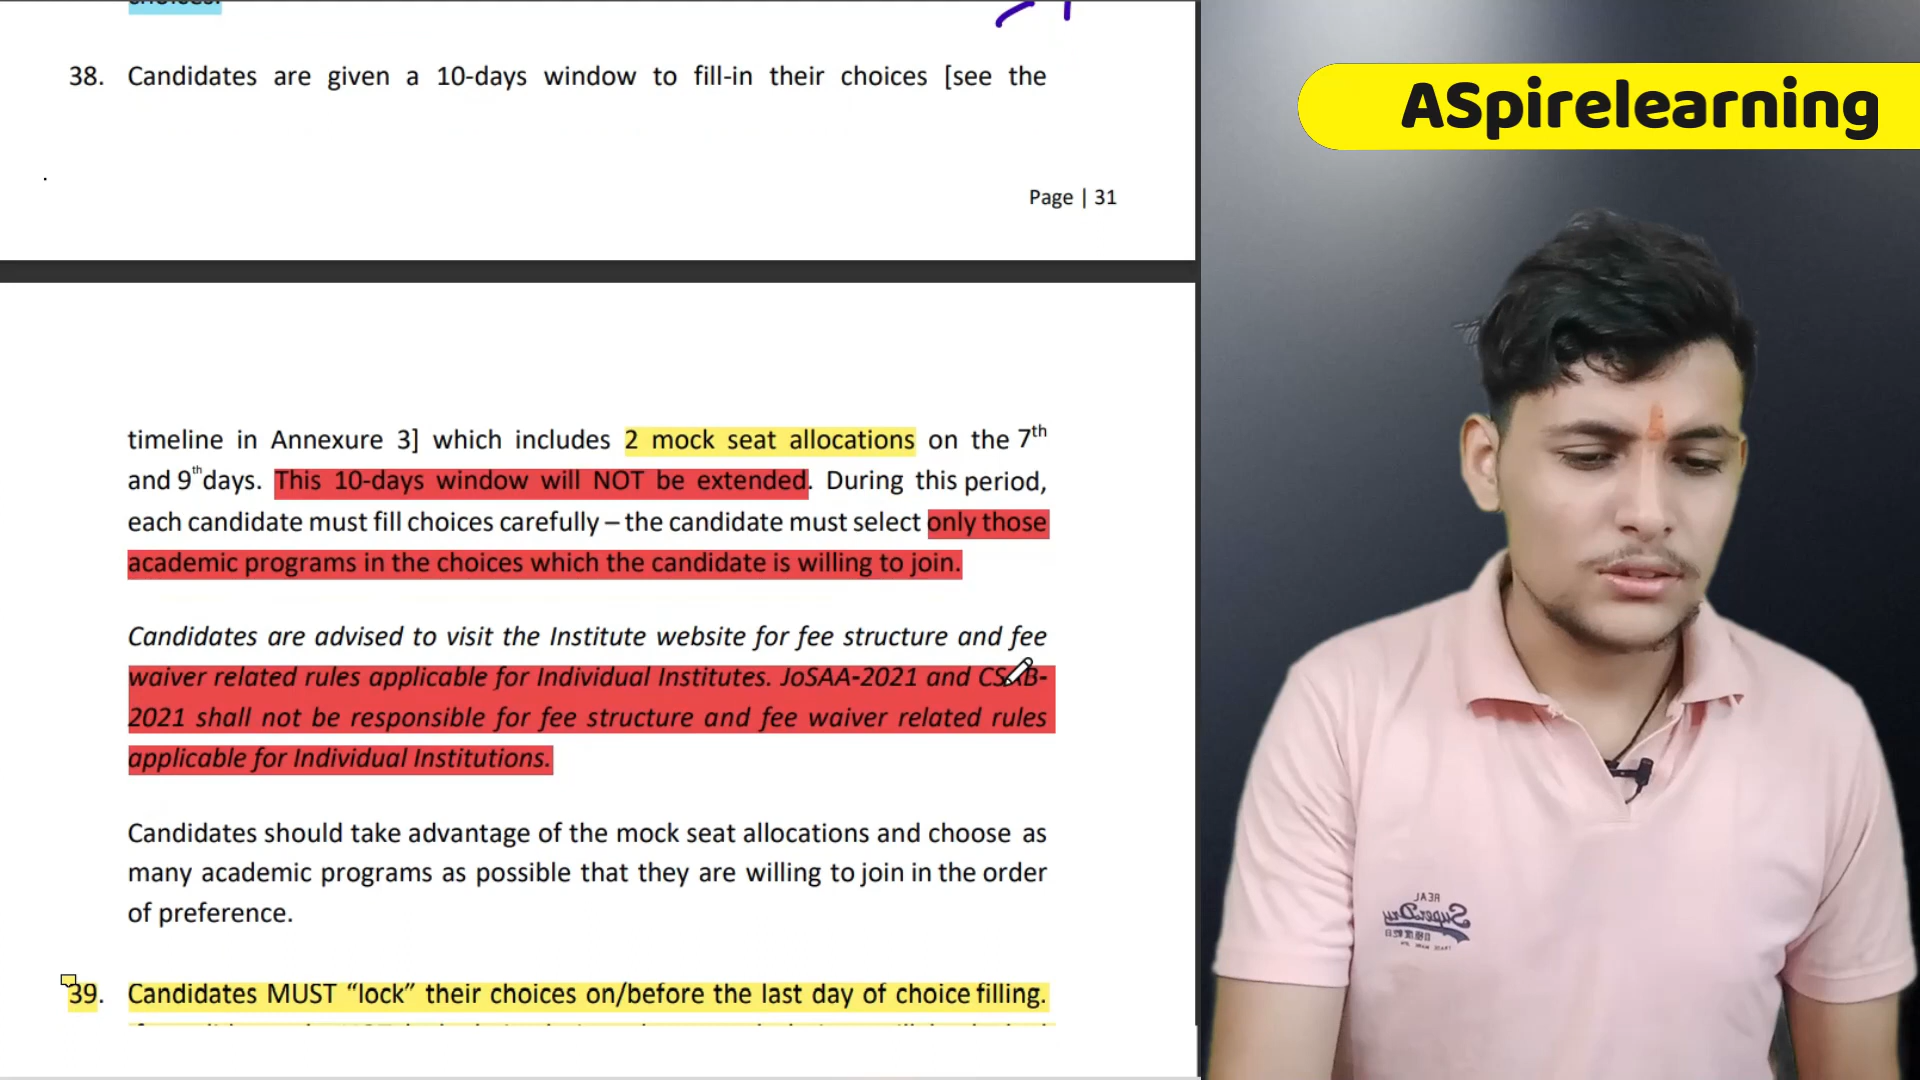 choices.
38. Candidates are given a 10-days window to fill-in their choices [see the
Page | 31
timeline in Annexure 3] which includes 2 mock seat allocations on the 7th
and 9th days. This 10-days window will NOT be extended. During this period,
each candidate must fill choices carefully – the candidate must select only those
academic programs in the choices which the candidate is willing to join.
Candidates are advised to visit the Institute website for fee structure and fee
waiver related rules applicable for Individual Institutes. JoSAA-2021 and CSAB-
2021 shall not be responsible for fee structure and fee waiver related rules
applicable for Individual Institutions.
Candidates should take advantage of the mock seat allocations and choose as
many academic programs as possible that they are willing to join in the order
of preference.
39. Candidates MUST “lock” their choices on/before the last day of choice filling.
ASpirelearning
REAL
SuperDry